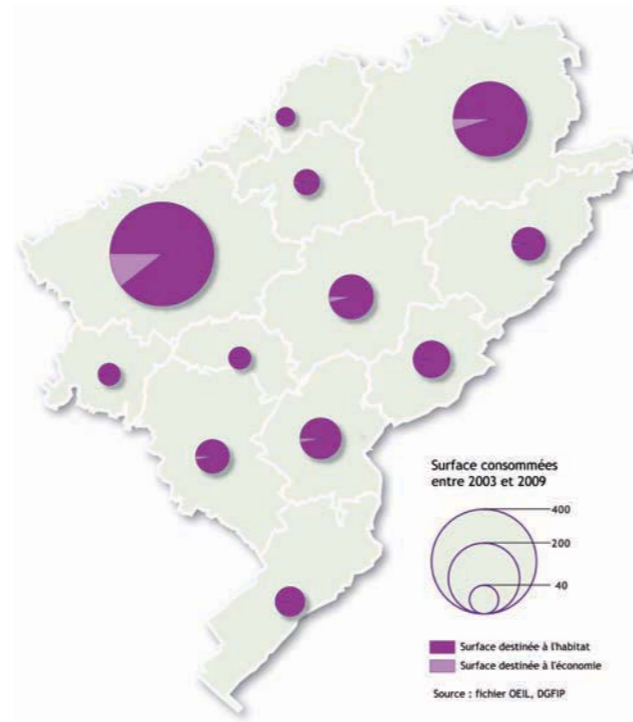 Surface consommées
entre 2003 et 2009
400
200
40
Surface destinée à l'habitat
Surface destinée à l'économie
Source : fichier OEIL, DGFIP